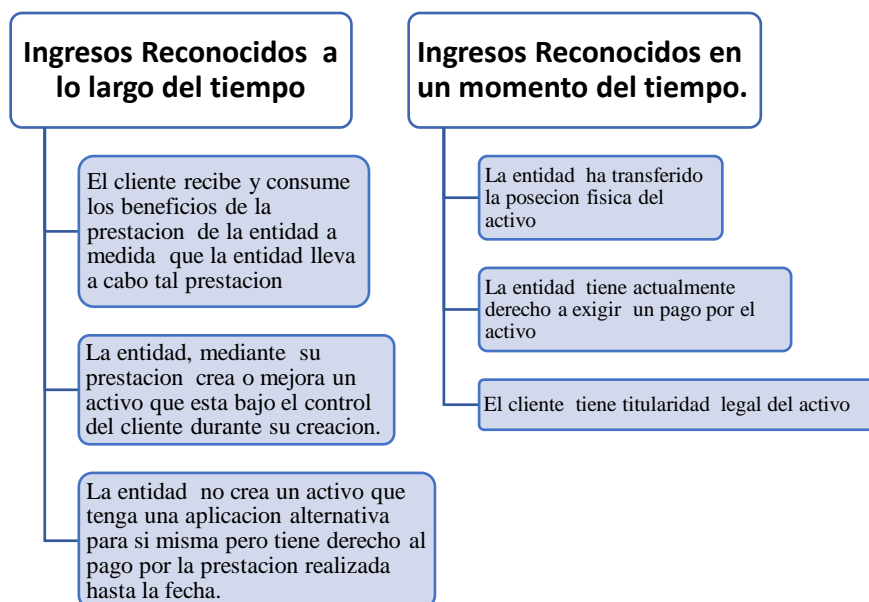 Ingresos Reconocidos a
lo largo del tiempo
El cliente recibe y consume
los beneficios de la
prestacion de la entidad a
medida que la entidad lleva
a cabo tal prestacion
La entidad, mediante su
prestacion crea o mejora un
activo que esta bajo el control
del cliente durante su creacion.
La entidad no crea un activo que
tenga una aplicacion alternativa
para si misma pero tiene derecho al
pago por la prestacion realizada
hasta la fecha.
Ingresos Reconocidos en
un momento del tiempo.
La entidad ha transferido
la posecion fisica del
activo
La entidad tiene actualmente
derecho a exigir un pago por el
activo
El cliente tiene titularidad legal del activo